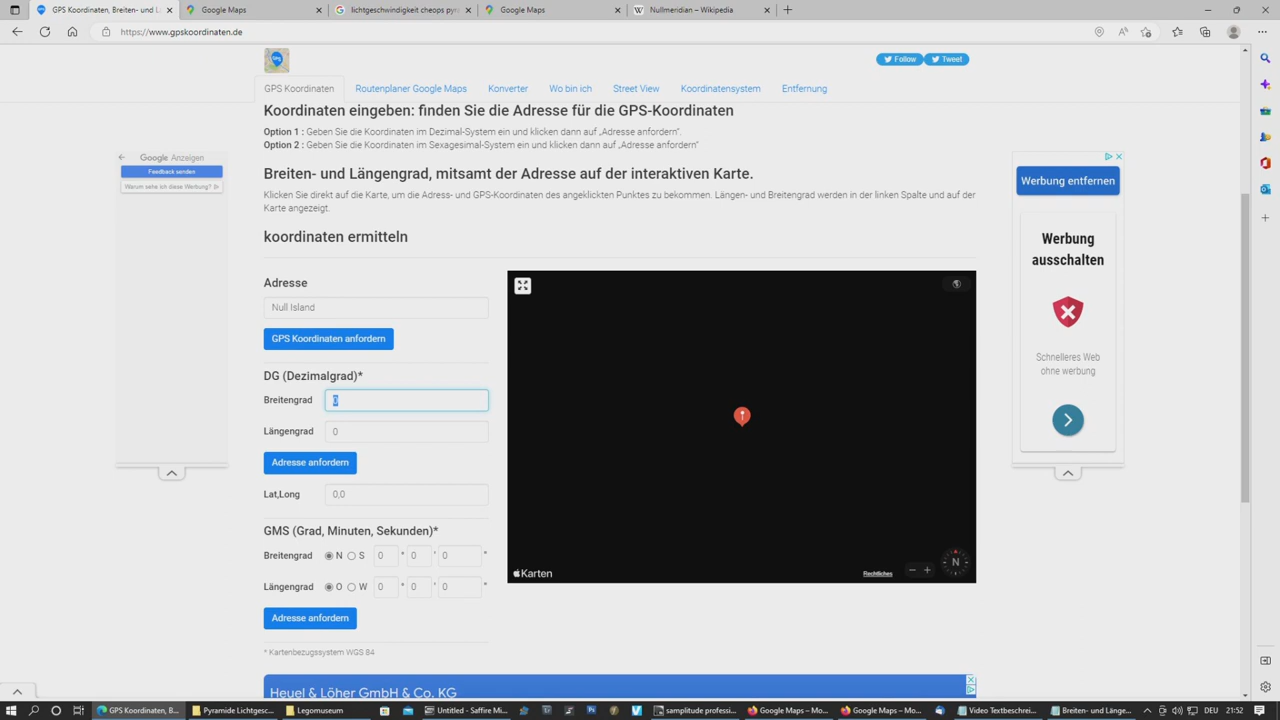 GPS Koordinaten, Breiten- und L
Google Maps
lichtgeschwindigkeit cheops pyr
Google Maps
Nullmeridian – Wikipedia
https://www.gpskoordinaten.de
Follow
Tweet
GPS Koordinaten
Routenplaner Google Maps
Konverter
Wo bin ich
Street View
Koordinatensystem
Entfernung
Koordinaten eingeben: finden Sie die Adresse für die GPS-Koordinaten
Option 1 : Geben Sie die Koordinaten im Dezimal-System ein und klicken dann auf „Adresse anfordern“.
Option 2 : Geben Sie die Koordinaten im Sexagesimal-System ein und klicken dann auf „Adresse anfordern“
Breiten- und Längengrad, mitsamt der Adresse auf der interaktiven Karte.
Klicken Sie direkt auf die Karte, um die Adress- und GPS-Koordinaten des angeklickten Punktes zu bekommen. Längen- und Breitengrad werden in der linken Spalte und auf der
Karte angezeigt.
koordinaten ermitteln
Google Anzeigen
Feedback senden
Warum sehe ich diese Werbung?
Werbung entfernen
Werbung
ausschalten
Schnelleres Web
ohne werbung
Adresse
Null Island
GPS Koordinaten anfordern
DG (Dezimalgrad)*
Breitengrad 0
Längengrad 0
Adresse anfordern
Lat,Long 0,0
GMS (Grad, Minuten, Sekunden)*
Breitengrad N S 0 ° 0 ' 0 "
Längengrad O W 0 ° 0 ' 0 "
Adresse anfordern
* Kartenbezugssystem WGS 84
Karten
Rechtliches
N
Heuel & Löher GmbH & Co. KG
GPS Koordinaten, B...
Pyramide Lichtgesc...
Legomuseum
Untitled - Saffire Mi...
samplitude professi...
Google Maps – Mo...
Google Maps – Mo...
Video Textbeschrei...
Breiten- und Länge...
DEU
21:52